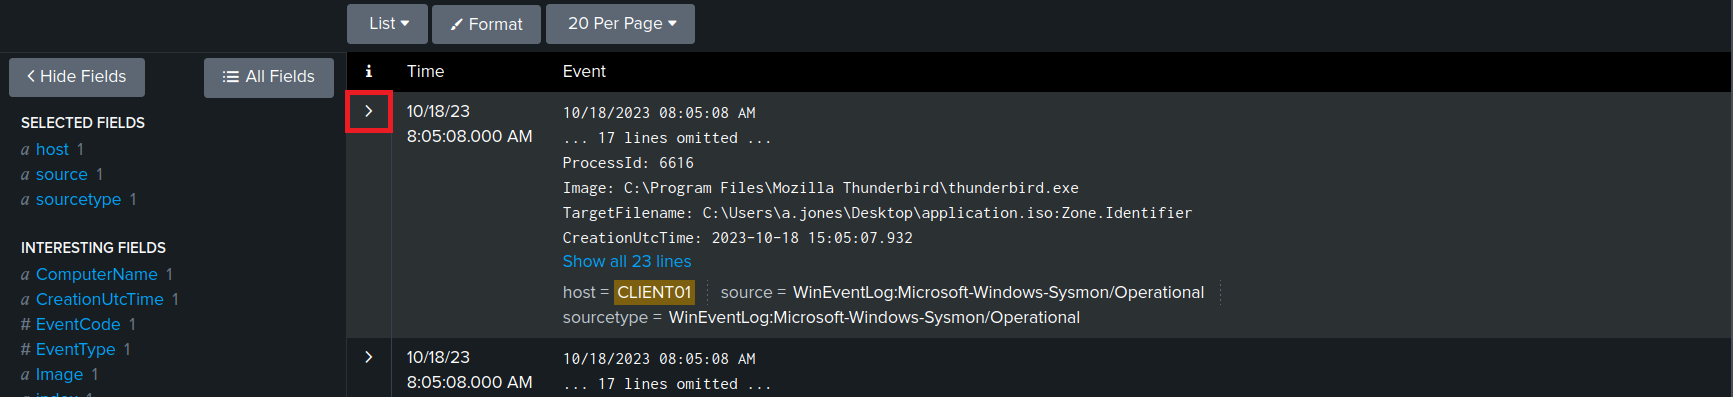 List
Format
20 Per Page
Hide Fields
All Fields
i Time Event
SELECTED FIELDS
a host 1
a source 1
a sourcetype 1
INTERESTING FIELDS
a ComputerName 1
a CreationUtcTime 1
# EventCode 1
# EventType 1
a Image 1
a index 1
10/18/23
8:05:08.000 AM
10/18/2023 08:05:08 AM
... 17 lines omitted ...
ProcessId: 6616
Image: C:\Program Files\Mozilla Thunderbird\thunderbird.exe
TargetFilename: C:\Users\a.jones\Desktop\application.iso:Zone.Identifier
CreationUtcTime: 2023-10-18 15:05:07.932
Show all 23 lines
host = CLIENT01 source = WinEventLog:Microsoft-Windows-Sysmon/Operational
sourcetype = WinEventLog:Microsoft-Windows-Sysmon/Operational
10/18/23
8:05:08.000 AM
10/18/2023 08:05:08 AM
... 17 lines omitted ...